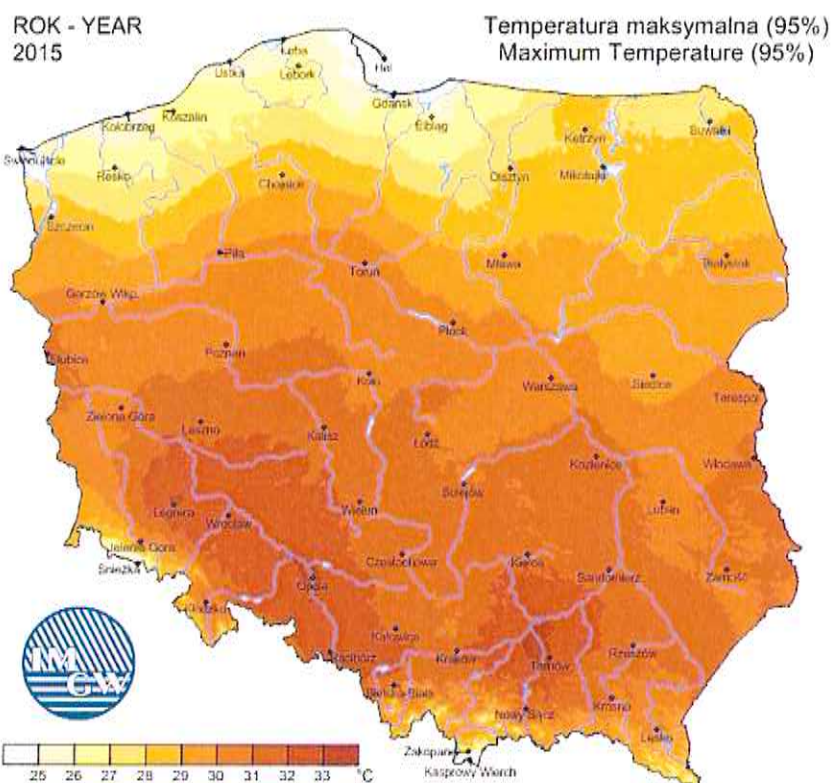 ROK - YEAR
2015
Temperatura maksymalna (95%)
Maximum Temperature (95%)
Łeba
Ustka
Lębork
Hel
Gdańsk
Koszalin
Kołobrzeg
Elbląg
Kętrzyn
Suwałki
Świnoujście
Resko
Chojnice
Olsztyn
Mikołajki
Szczecin
Piła
Toruń
Mława
Białystok
Gorzów Wlkp.
Płock
Słubice
Poznań
Koło
Warszawa
Siedlce
Terespol
Zielona Góra
Leszno
Kalisz
Łódź
Kozienice
Włodawa
Sulejów
Legnica
Wrocław
Wieluń
Lublin
Jelenia Góra
Śnieżka
Częstochowa
Kielce
Sandomierz
Zamość
Opole
Kłodzko
Katowice
Racibórz
Kraków
Tarnów
Rzeszów
Bielsko-Biała
Nowy Sącz
Krosno
Lesko
Zakopane
Kasprowy Wierch
IM
GW
25 26 27 28 29 30 31 32 33 °C